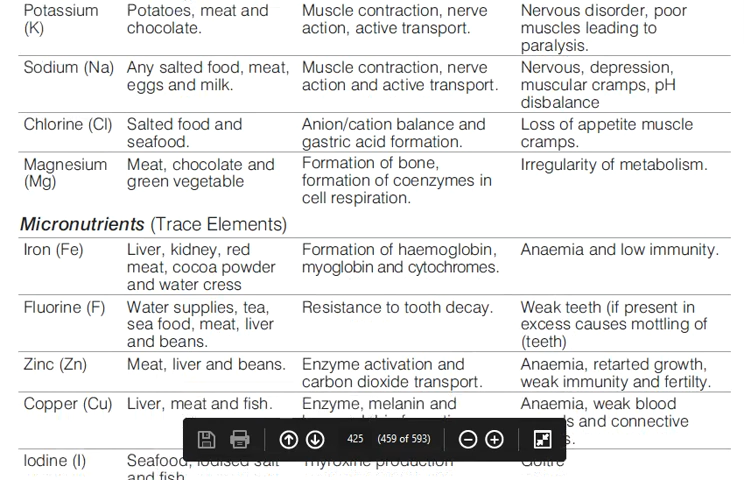 Potassium Potatoes, meat and Muscle contraction, nerve Nervous disorder, poor
(K) chocolate. action, active transport. muscles leading to
paralysis.
Sodium (Na) Any salted food, meat, Muscle contraction, nerve Nervous, depression,
eggs and milk. action and active transport. muscular cramps, pH
disbalance
Chlorine (Cl) Salted food and Anion/cation balance and Loss of appetite muscle
seafood. gastric acid formation. cramps.
Magnesium Meat, chocolate and Formation of bone, Irregularity of metabolism.
(Mg) green vegetable formation of coenzymes in
cell respiration.
Micronutrients (Trace Elements)
Iron (Fe) Liver, kidney, red Formation of haemoglobin, Anaemia and low immunity.
meat, cocoa powder myoglobin and cytochromes.
and water cress
Fluorine (F) Water supplies, tea, Resistance to tooth decay. Weak teeth (if present in
sea food, meat, liver excess causes mottling of
and beans. (teeth)
Zinc (Zn) Meat, liver and beans. Enzyme activation and Anaemia, retarted growth,
carbon dioxide transport. weak immunity and fertilty.
Copper (Cu) Liver, meat and fish. Enzyme, melanin and Anaemia, weak blood
and connective
425 (459 of 593)
Iodine (I) Seafood, iodised salt Thyroxine production Goitre
and fish.